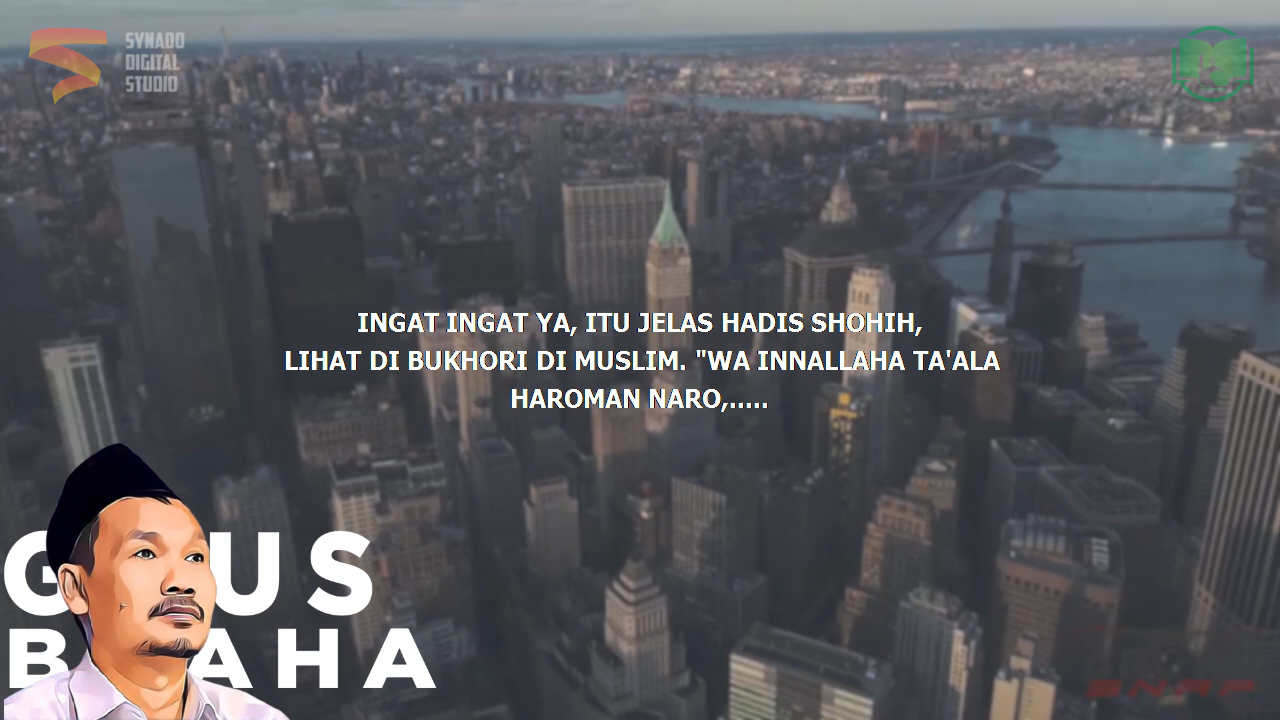 SYNADO
DIGITAL
STUDIO
INGAT INGAT YA, ITU JELAS HADIS SHOHIH,
LIHAT DI BUKHORI DI MUSLIM. "WA INNALLAHA TA'ALA
HAROMAN NARO,.....
GUS
BAHA